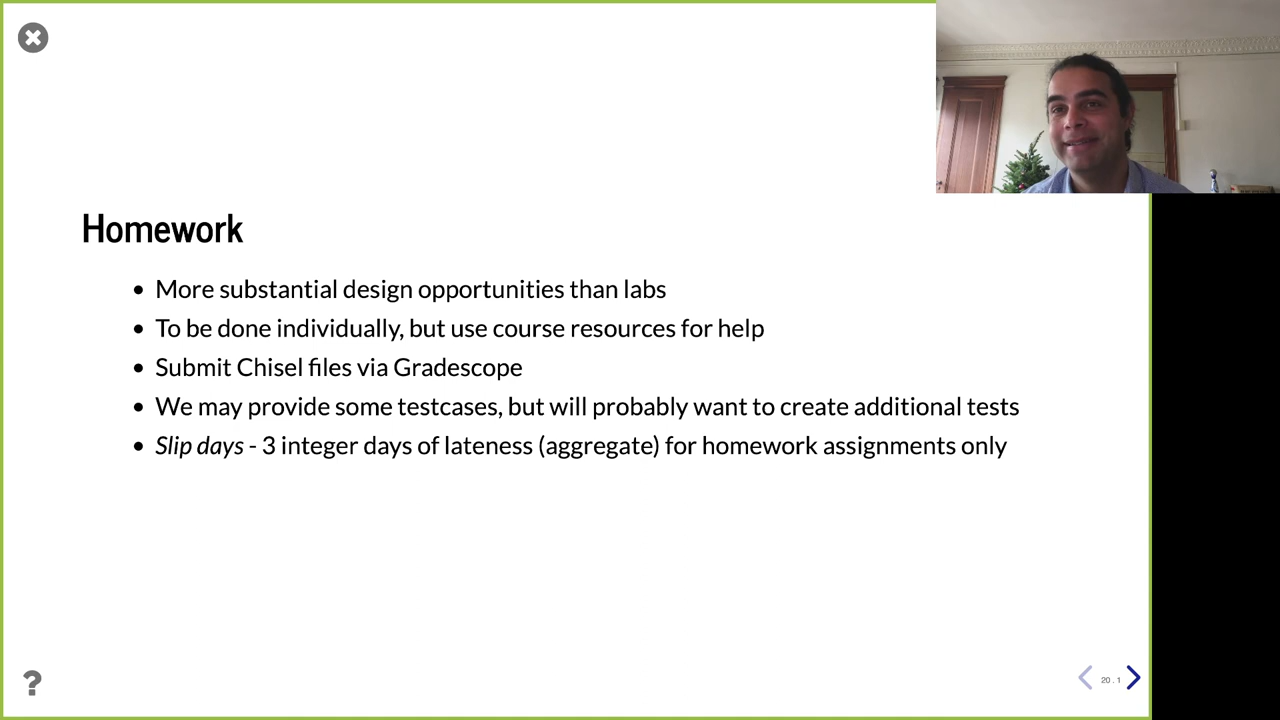 Homework
• More substantial design opportunities than labs
• To be done individually, but use course resources for help
• Submit Chisel files via Gradescope
• We may provide some testcases, but will probably want to create additional tests
• Slip days - 3 integer days of lateness (aggregate) for homework assignments only
?
20 . 1